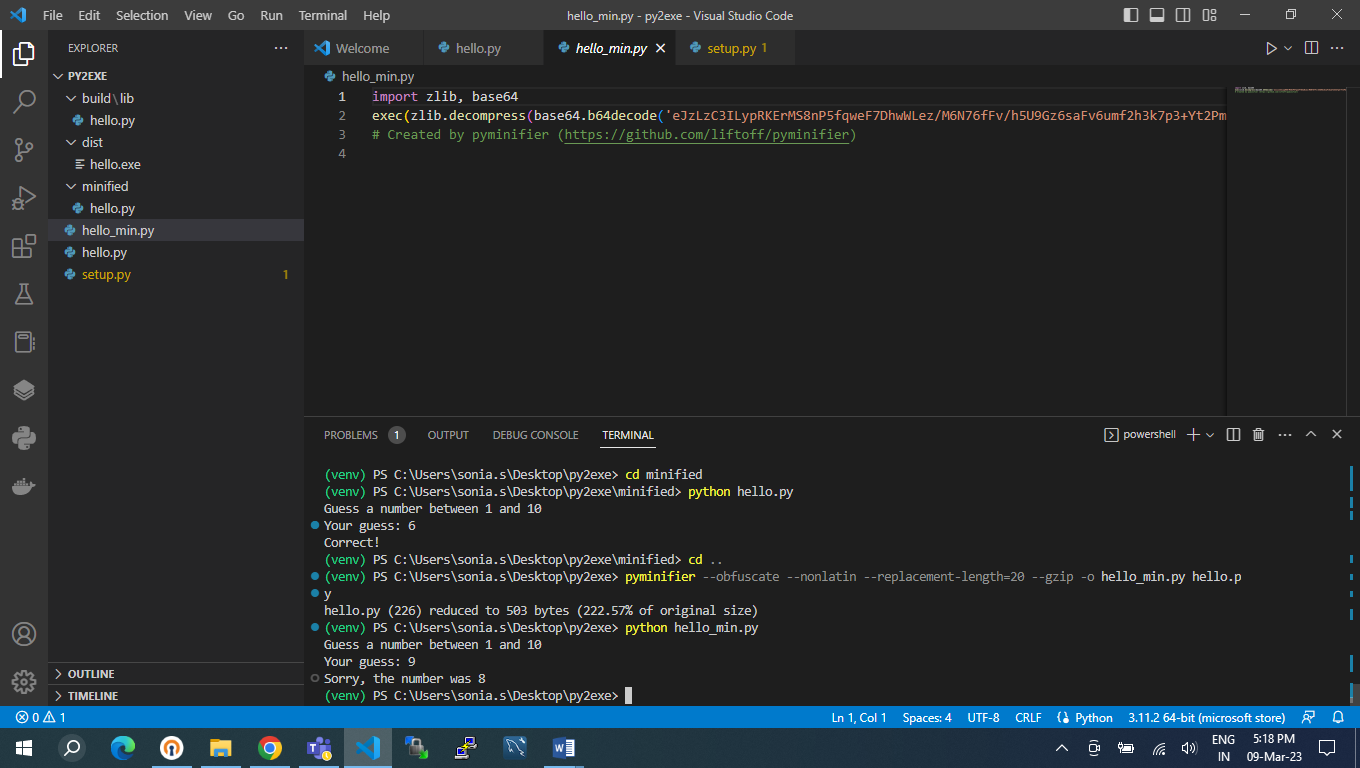 File Edit Selection View Go Run Terminal Help
hello_min.py - py2exe - Visual Studio Code
EXPLORER
PY2EXE
build\lib
hello.py
dist
hello.exe
minified
hello.py
hello_min.py
hello.py
setup.py 1
OUTLINE
TIMELINE
Welcome hello.py hello_min.py setup.py 1
hello_min.py
1 import zlib, base64
2 exec(zlib.decompress(base64.b64decode('eJzLzC3ILypRKErMS8nP5fqweF7DhwWLez/M6N76fFv/h5U9Gz6saFv6umf2h3k7p3+Yt2Pm
3 # Created by pyminifier (https://github.com/liftoff/pyminifier)
4
PROBLEMS 1 OUTPUT DEBUG CONSOLE TERMINAL
powershell
(venv) PS C:\Users\sonia.s\Desktop\py2exe> cd minified
(venv) PS C:\Users\sonia.s\Desktop\py2exe\minified> python hello.py
Guess a number between 1 and 10
Your guess: 6
Correct!
(venv) PS C:\Users\sonia.s\Desktop\py2exe\minified> cd ..
(venv) PS C:\Users\sonia.s\Desktop\py2exe> pyminifier --obfuscate --nonlatin --replacement-length=20 --gzip -o hello_min.py hello.p
y
hello.py (226) reduced to 503 bytes (222.57% of original size)
(venv) PS C:\Users\sonia.s\Desktop\py2exe> python hello_min.py
Guess a number between 1 and 10
Your guess: 9
Sorry, the number was 8
(venv) PS C:\Users\sonia.s\Desktop\py2exe>
0 1
Ln 1, Col 1 Spaces: 4 UTF-8 CRLF Python 3.11.2 64-bit (microsoft store)
ENG
IN
5:18 PM
09-Mar-23